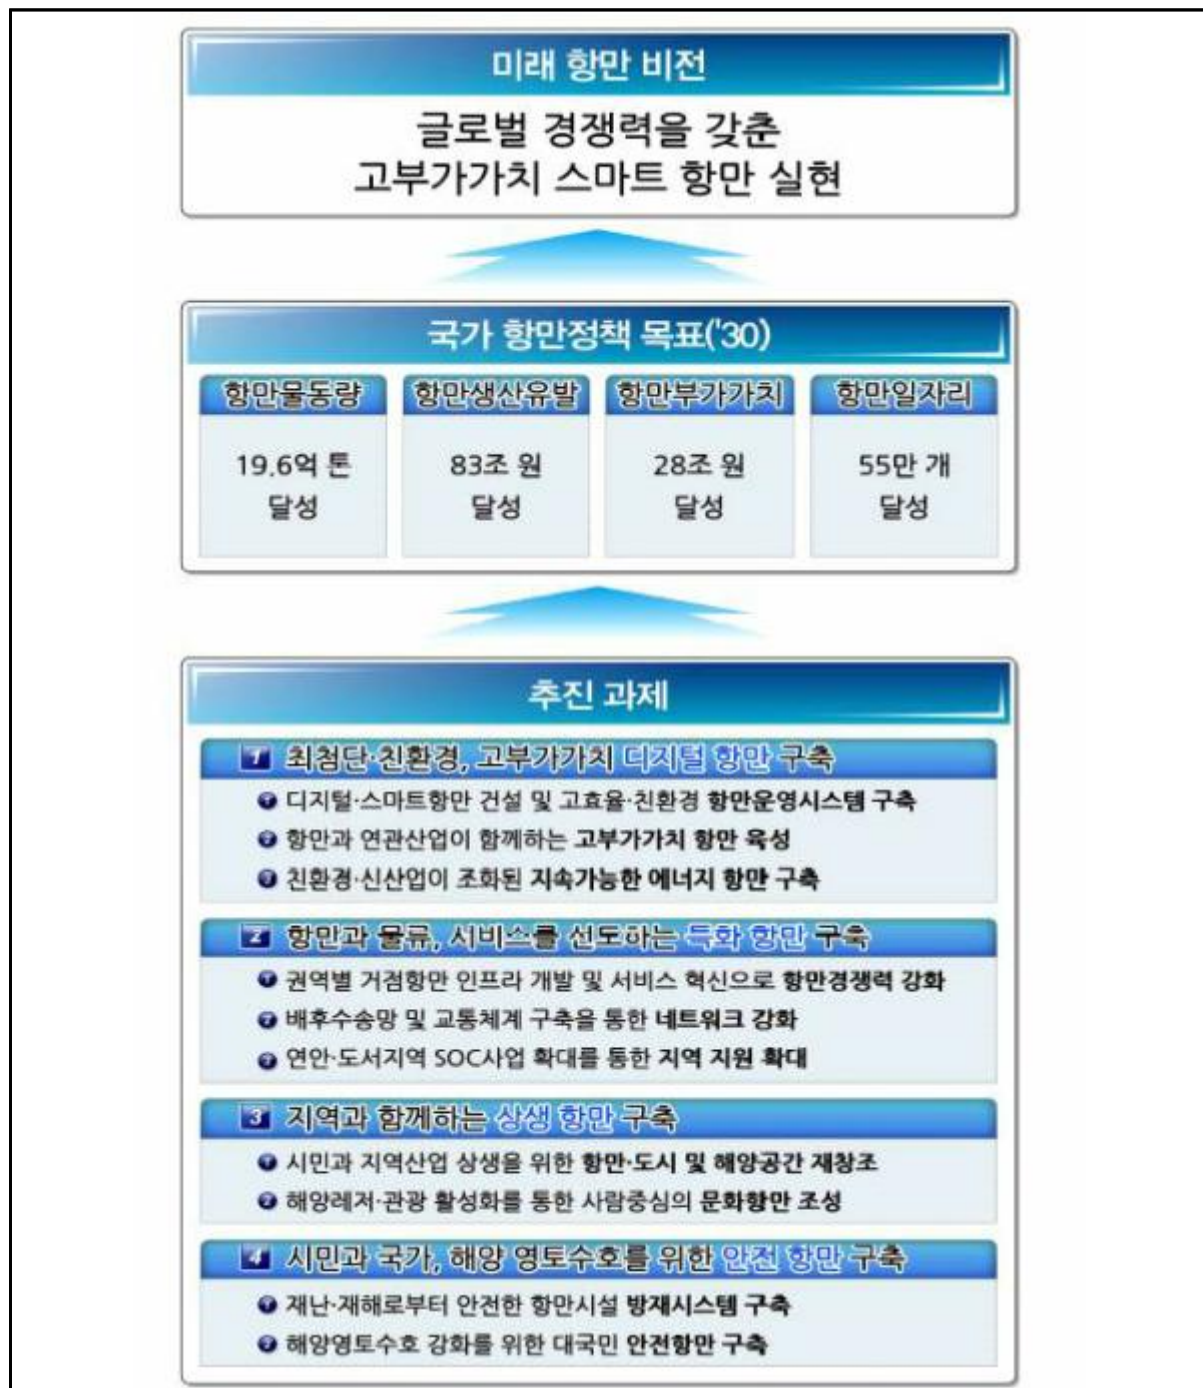 미래 항만 비전
글로벌 경쟁력을 갖춘
고부가가치 스마트 항만 실현
국가 항만정책 목표('30)
항만물동량
19.6억 톤
달성
항만생산유발
83조 원
달성
항만부가가치
28조 원
달성
항만일자리
55만 개
달성
추진 과제
1 최첨단·친환경, 고부가가치 디지털 항만 구축
❶ 디지털·스마트항만 건설 및 고효율·친환경 항만운영시스템 구축
❷ 항만과 연관산업이 함께하는 고부가가치 항만 육성
❸ 친환경·신산업이 조화된 지속가능한 에너지 항만 구축
2 항만과 물류, 서비스를 선도하는 특화 항만 구축
❶ 권역별 거점항만 인프라 개발 및 서비스 혁신으로 항만경쟁력 강화
❷ 배후수송망 및 교통체계 구축을 통한 네트워크 강화
❸ 연안·도서지역 SOC사업 확대를 통한 지역 지원 확대
3 지역과 함께하는 상생 항만 구축
❶ 시민과 지역산업 상생을 위한 항만·도시 및 해양공간 재창조
❷ 해양레저·관광 활성화를 통한 사람중심의 문화항만 조성
4 시민과 국가, 해양 영토수호를 위한 안전 항만 구축
❶ 재난·재해로부터 안전한 항만시설 방재시스템 구축
❷ 해양영토수호 강화를 위한 대국민 안전항만 구축